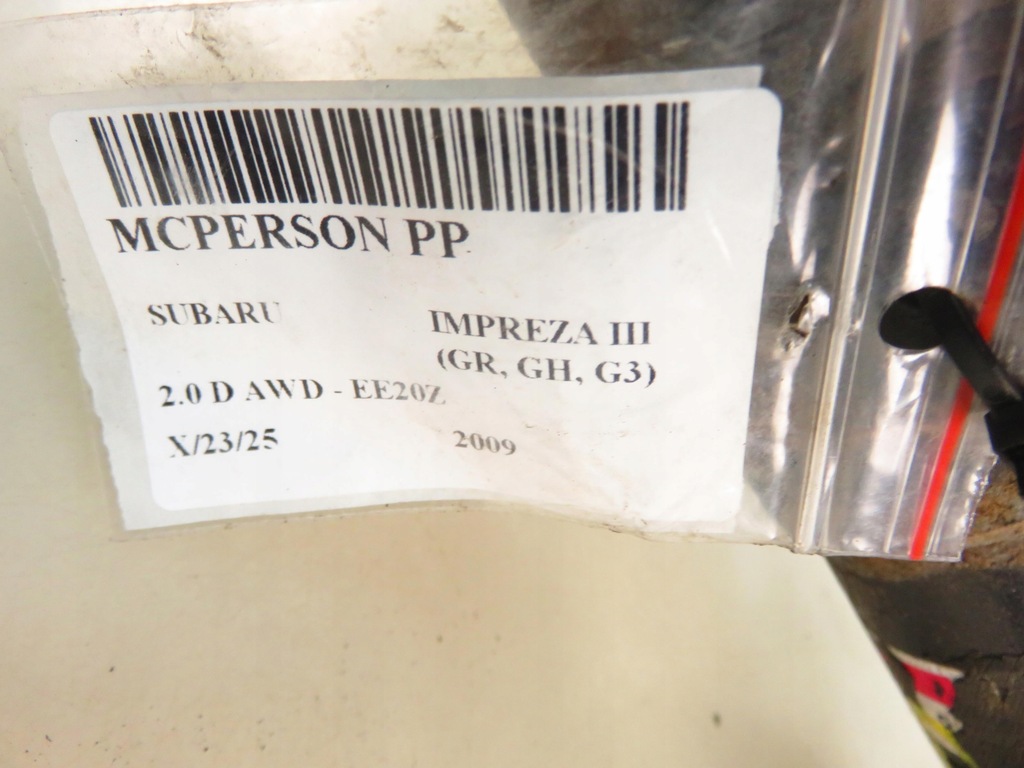 MCPERSON PP
SUBARU IMPREZA III
(GR, GH, G3)
2.0 D AWD - EE20Z
X/23/25 2009